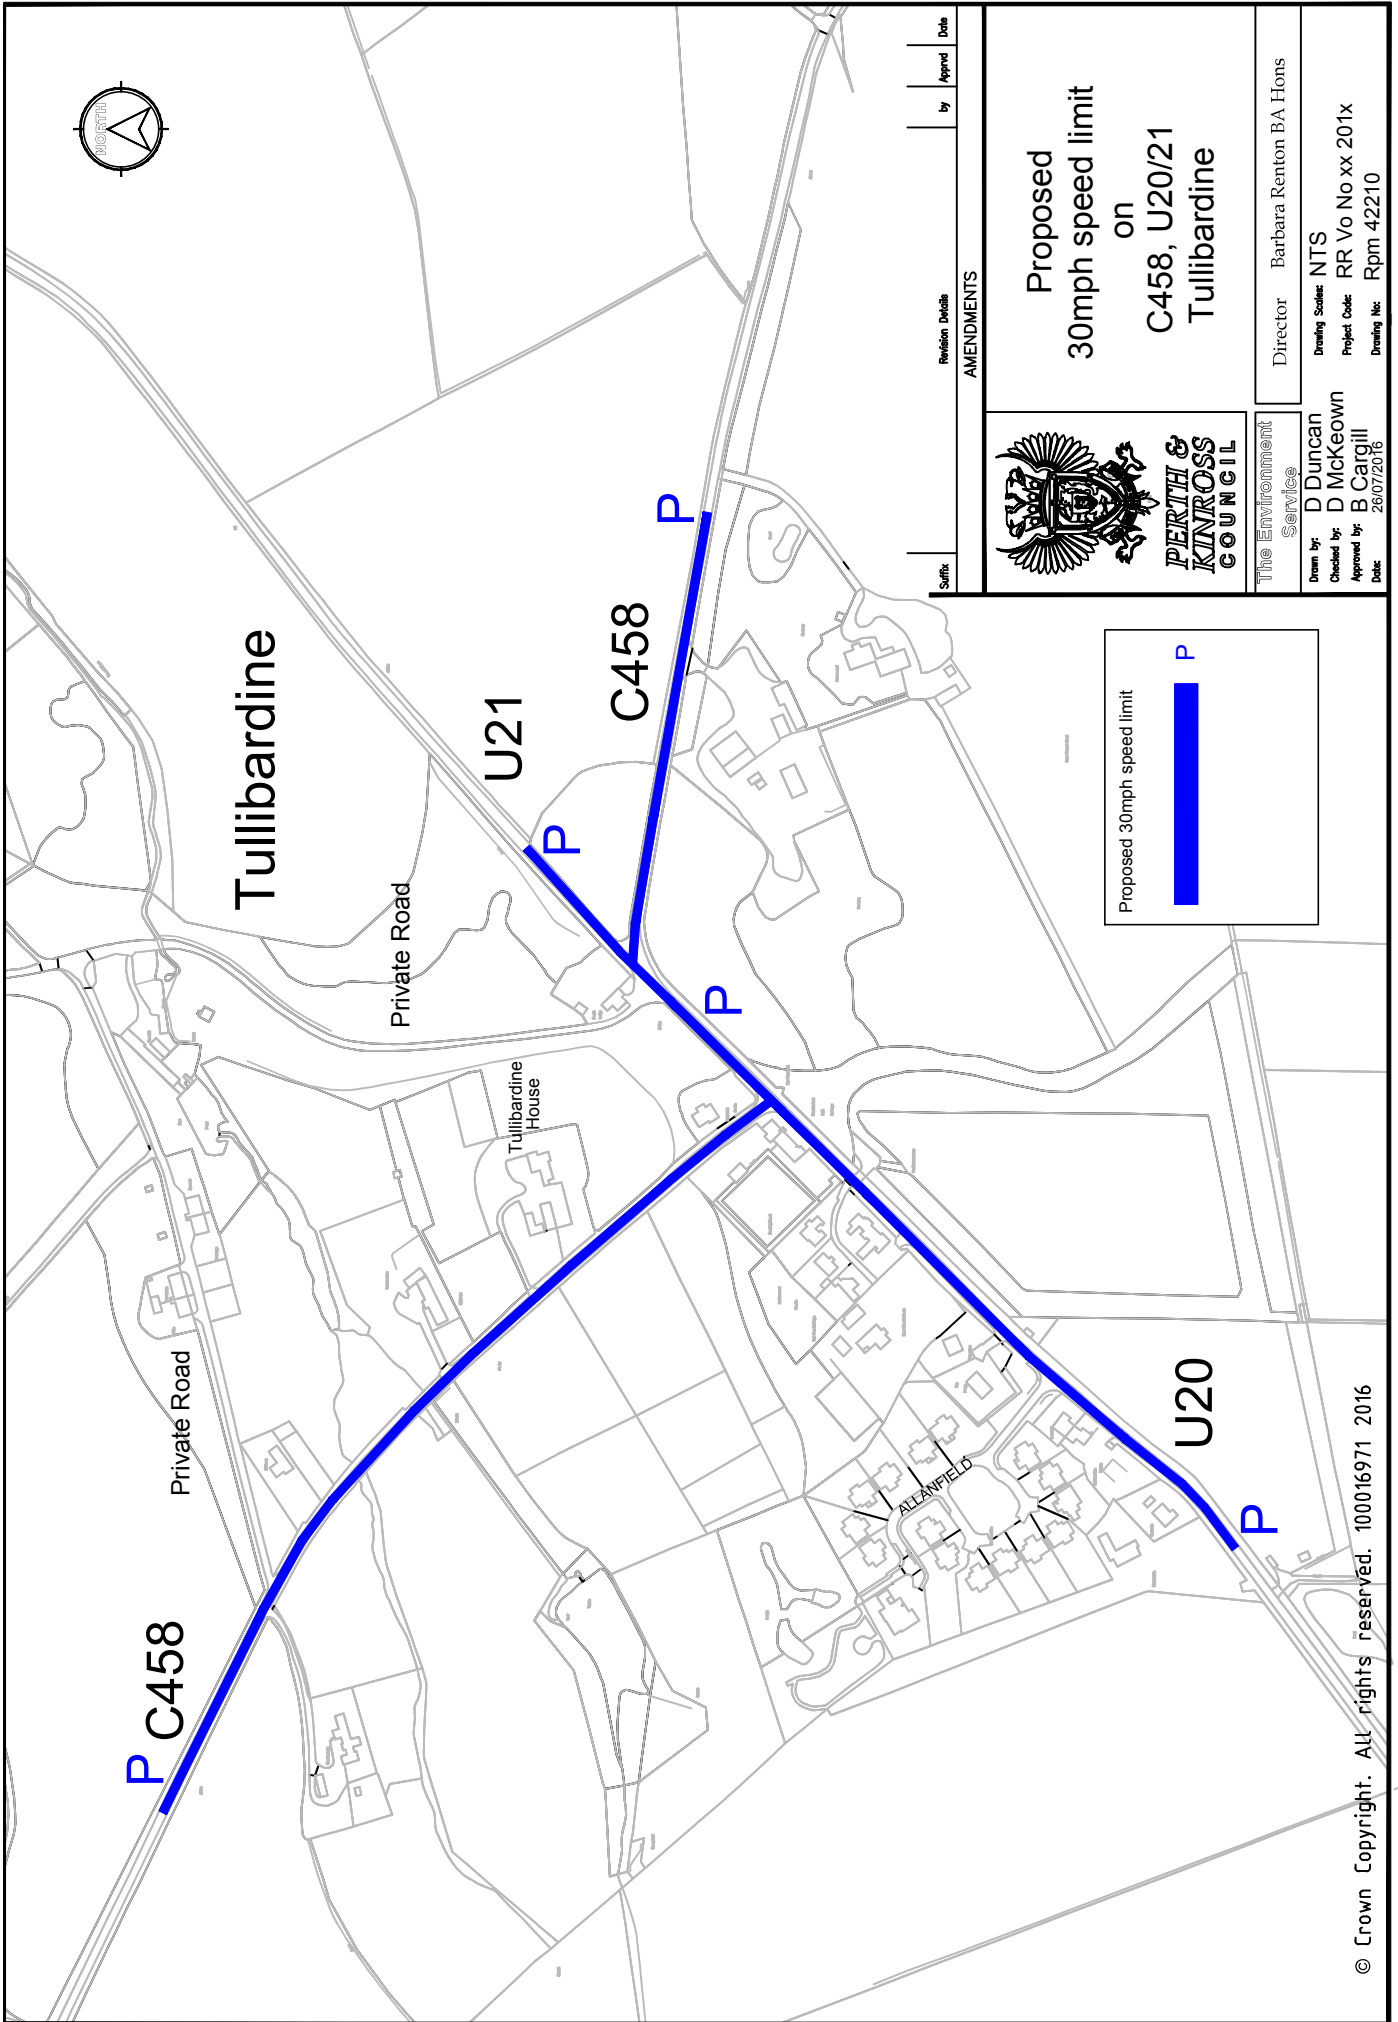 NORTH
Tullibardine
C458
P
Private Road
Private Road
Tullibardine
House
U21
P
C458
P
P
ALLANFIELD
U20
P
Proposed 30mph speed limit
P
Suffix
Revision Details
by
Apprvd
Date
AMENDMENTS
Proposed
30mph speed limit
on
C458, U20/21
Tullibardine
PERTH &
KINROSS
COUNCIL
The Environment
Service
Director Barbara Renton BA Hons
Drawn by: D Duncan
Checked by: D McKeown
Approved by: B Cargill
Date: 26/07/2016
Drawing Scales: NTS
Project Code: RR Vo No xx 201x
Drawing No: Rpm 42210
© Crown Copyright. All rights reserved. 100016971 2016